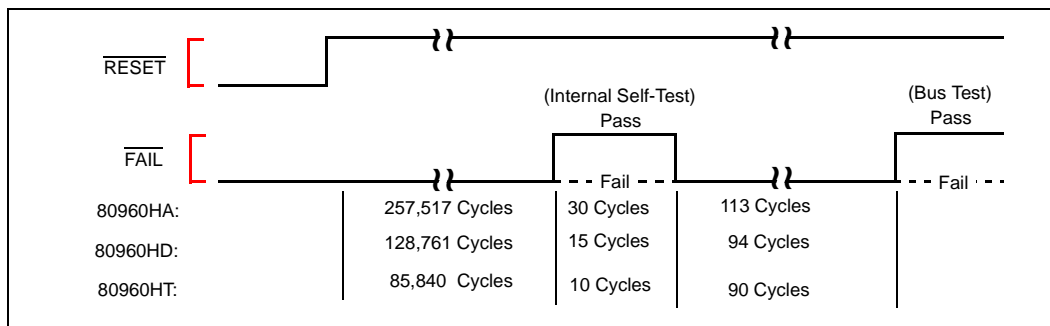 RESET
(Internal Self-Test)
Pass
(Bus Test)
Pass
FAIL
Fail
Fail
80960HA: 257,517 Cycles 30 Cycles 113 Cycles
80960HD: 128,761 Cycles 15 Cycles 94 Cycles
80960HT: 85,840 Cycles 10 Cycles 90 Cycles